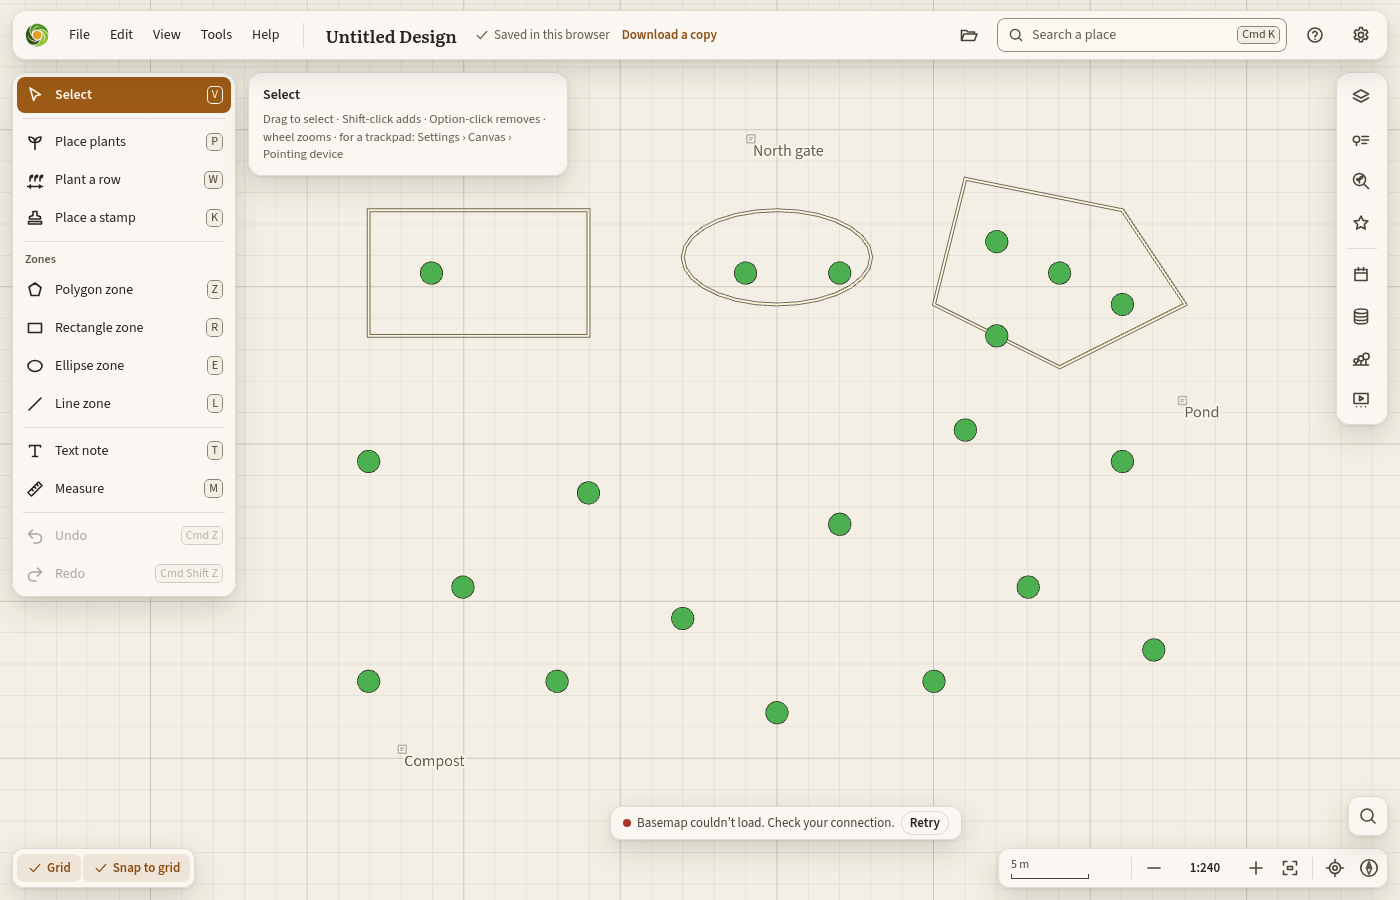 File Edit View Tools Help Untitled Design Saved in this browser Download a copy Search a place Cmd K
Select V
Place plants P
Plant a row W
Place a stamp K
Zones
Polygon zone Z
Rectangle zone R
Ellipse zone E
Line zone L
Text note T
Measure M
Undo Cmd Z
Redo Cmd Shift Z
Select
Drag to select · Shift-click adds · Option-click removes ·
wheel zooms · for a trackpad: Settings › Canvas ›
Pointing device
North gate
Pond
Compost
Basemap couldn't load. Check your connection. Retry
Grid Snap to grid
5 m 1:240